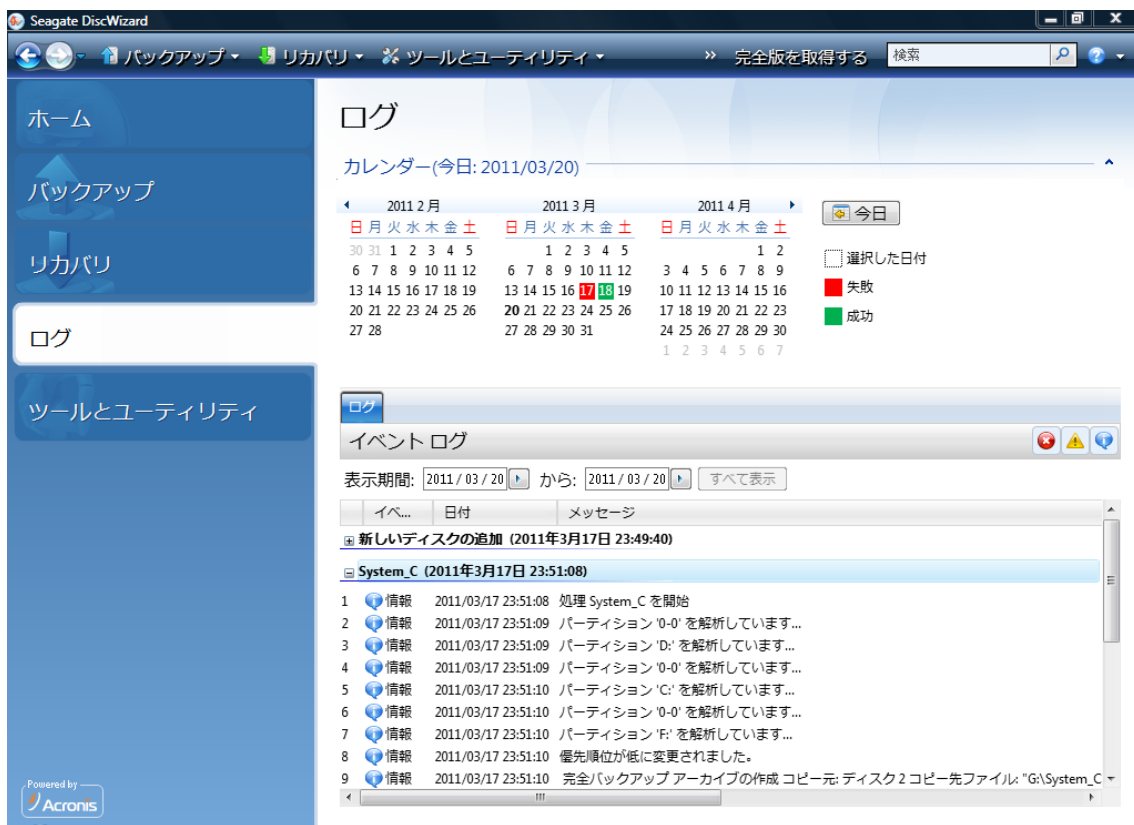 Seagate DiscWizard
バックアップ リカバリ ツールとユーティリティ » 完全版を取得する 検索
ホーム
バックアップ
リカバリ
ログ
ツールとユーティリティ
Powered by
Acronis
ログ
カレンダー(今日: 2011/03/20)
2011 2 月
日 月 火 水 木 金 土
30 31 1 2 3 4 5
6 7 8 9 10 11 12
13 14 15 16 17 18 19
20 21 22 23 24 25 26
27 28
2011 3 月
日 月 火 水 木 金 土
1 2 3 4 5
6 7 8 9 10 11 12
13 14 15 16 17 18 19
20 21 22 23 24 25 26
27 28 29 30 31
2011 4 月
日 月 火 水 木 金 土
1 2
3 4 5 6 7 8 9
10 11 12 13 14 15 16
17 18 19 20 21 22 23
24 25 26 27 28 29 30
1 2 3 4 5 6 7
今日
選択した日付
失敗
成功
ログ
イベント ログ
表示期間: 2011 / 03 / 20 から: 2011 / 03 / 20 すべて表示
イベ... 日付 メッセージ
新しいディスクの追加 (2011年3月17日 23:49:40)
System_C (2011年3月17日 23:51:08)
1 情報 2011/03/17 23:51:08 処理 System_C を開始
2 情報 2011/03/17 23:51:09 パーティション '0-0' を解析しています...
3 情報 2011/03/17 23:51:09 パーティション 'D:' を解析しています...
4 情報 2011/03/17 23:51:09 パーティション '0-0' を解析しています...
5 情報 2011/03/17 23:51:10 パーティション 'C:' を解析しています...
6 情報 2011/03/17 23:51:10 パーティション '0-0' を解析しています...
7 情報 2011/03/17 23:51:10 パーティション 'F:' を解析しています...
8 情報 2011/03/17 23:51:10 優先順位が低に変更されました。
9 情報 2011/03/17 23:51:10 完全バックアップ アーカイブの作成 コピー元: ディスク 2 コピー先ファイル: "G:\System_C